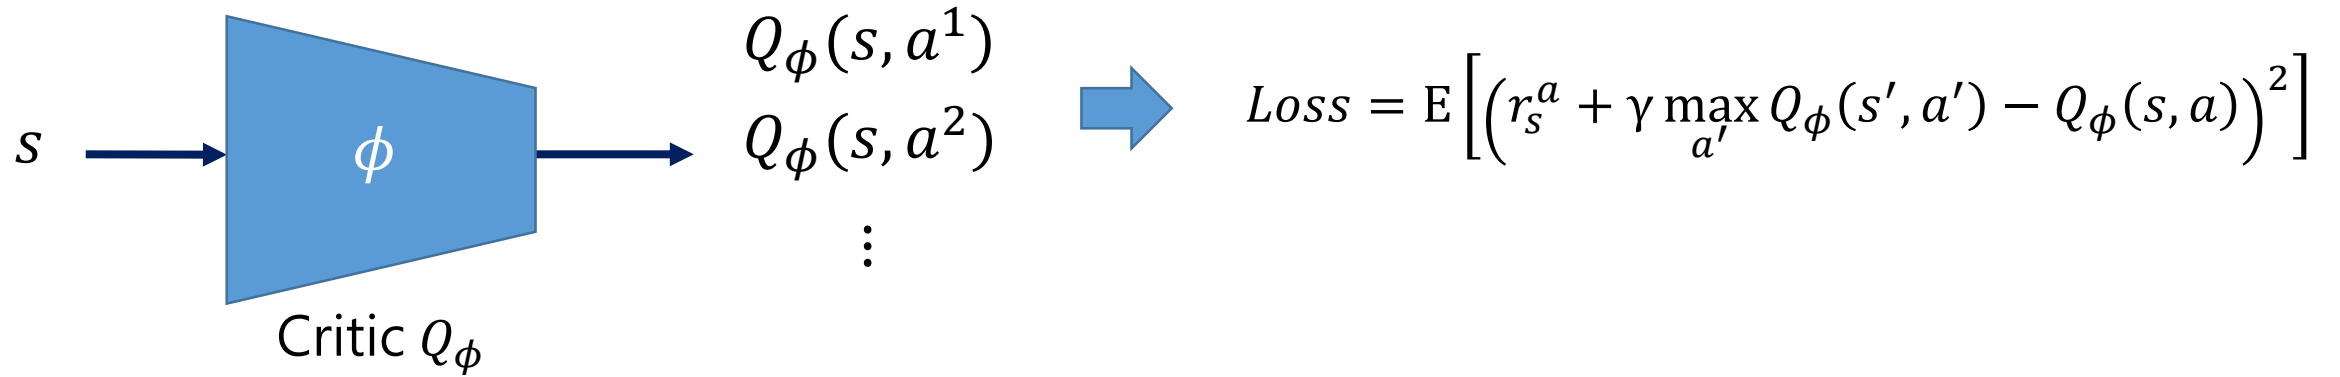 s
ϕ
Critic Q_ϕ
Q_ϕ(s, a^1)
Q_ϕ(s, a^2)
⋮
Loss = E[(r_s^a + γ max_{a′} Q_ϕ(s′, a′) − Q_ϕ(s, a))^2]